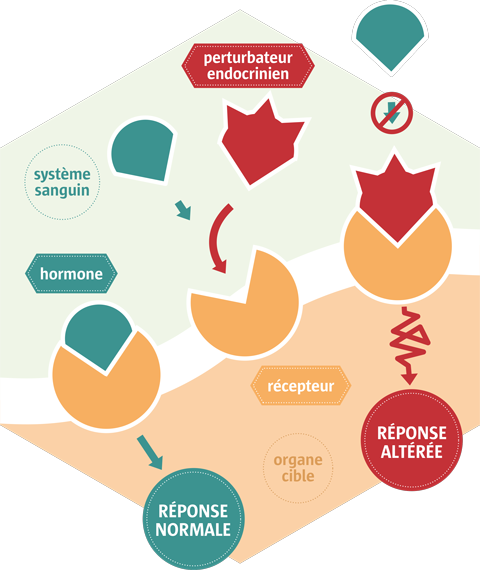 perturbateur
endocrinien
système
sanguin
hormone
récepteur
RÉPONSE
ALTÉRÉE
organe
cible
RÉPONSE
NORMALE